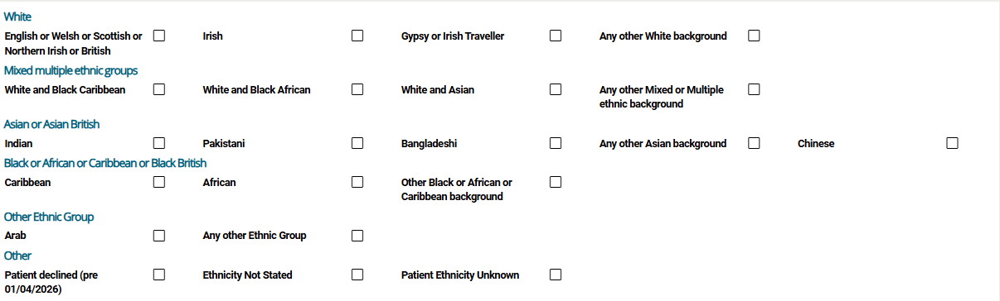 White
English or Welsh or Scottish or Northern Irish or British
Irish
Gypsy or Irish Traveller
Any other White background
Mixed multiple ethnic groups
White and Black Caribbean
White and Black African
White and Asian
Any other Mixed or Multiple ethnic background
Asian or Asian British
Indian
Pakistani
Bangladeshi
Any other Asian background
Chinese
Black or African or Caribbean or Black British
Caribbean
African
Other Black or African or Caribbean background
Other Ethnic Group
Arab
Any other Ethnic Group
Other
Patient declined (pre 01/04/2026)
Ethnicity Not Stated
Patient Ethnicity Unknown